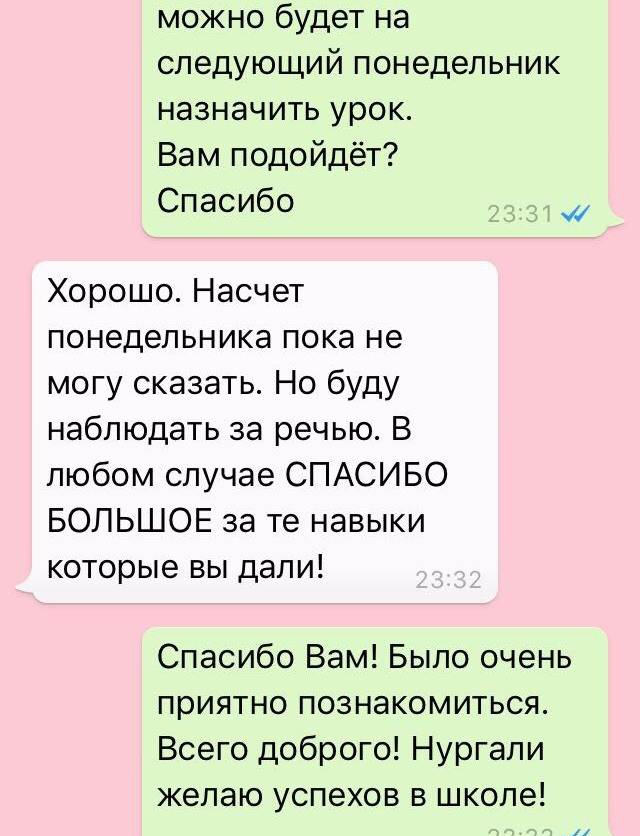 можно будет на
следующий понедельник
назначить урок.
Вам подойдёт?
Спасибо
23:31
Хорошо. Насчет
понедельника пока не
могу сказать. Но буду
наблюдать за речью. В
любом случае СПАСИБО
БОЛЬШОЕ за те навыки
которые вы дали!
23:32
Спасибо Вам! Было очень
приятно познакомиться.
Всего доброго! Нургали
желаю успехов в школе!